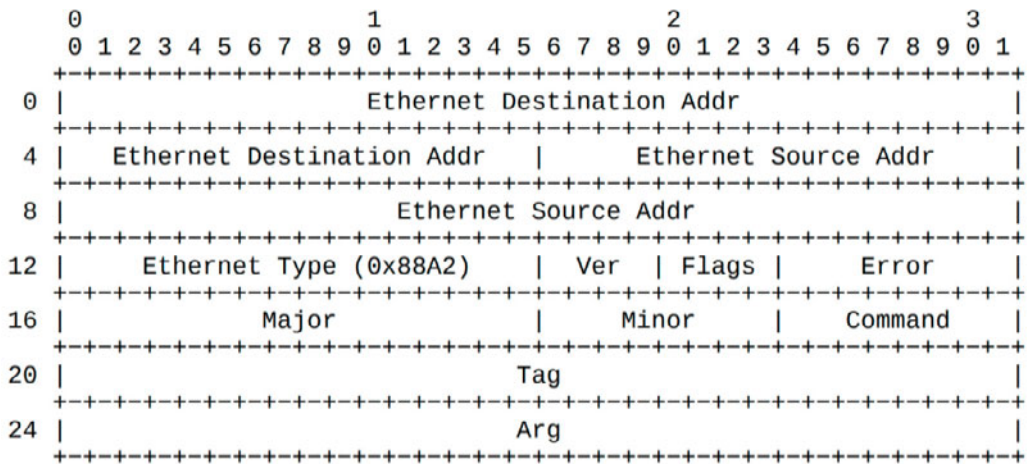 0                   1                   2                   3
0 1 2 3 4 5 6 7 8 9 0 1 2 3 4 5 6 7 8 9 0 1 2 3 4 5 6 7 8 9 0 1
+-+-+-+-+-+-+-+-+-+-+-+-+-+-+-+-+-+-+-+-+-+-+-+-+-+-+-+-+-+-+-+-+
0 | Ethernet Destination Addr |
+-+-+-+-+-+-+-+-+-+-+-+-+-+-+-+-+-+-+-+-+-+-+-+-+-+-+-+-+-+-+-+-+
4 | Ethernet Destination Addr | Ethernet Source Addr |
+-+-+-+-+-+-+-+-+-+-+-+-+-+-+-+-+-+-+-+-+-+-+-+-+-+-+-+-+-+-+-+-+
8 | Ethernet Source Addr |
+-+-+-+-+-+-+-+-+-+-+-+-+-+-+-+-+-+-+-+-+-+-+-+-+-+-+-+-+-+-+-+-+
12 | Ethernet Type (0x88A2) | Ver | Flags | Error |
+-+-+-+-+-+-+-+-+-+-+-+-+-+-+-+-+-+-+-+-+-+-+-+-+-+-+-+-+-+-+-+-+
16 | Major | Minor | Command |
+-+-+-+-+-+-+-+-+-+-+-+-+-+-+-+-+-+-+-+-+-+-+-+-+-+-+-+-+-+-+-+-+
20 | Tag |
+-+-+-+-+-+-+-+-+-+-+-+-+-+-+-+-+-+-+-+-+-+-+-+-+-+-+-+-+-+-+-+-+
24 | Arg |
+-+-+-+-+-+-+-+-+-+-+-+-+-+-+-+-+-+-+-+-+-+-+-+-+-+-+-+-+-+-+-+-+